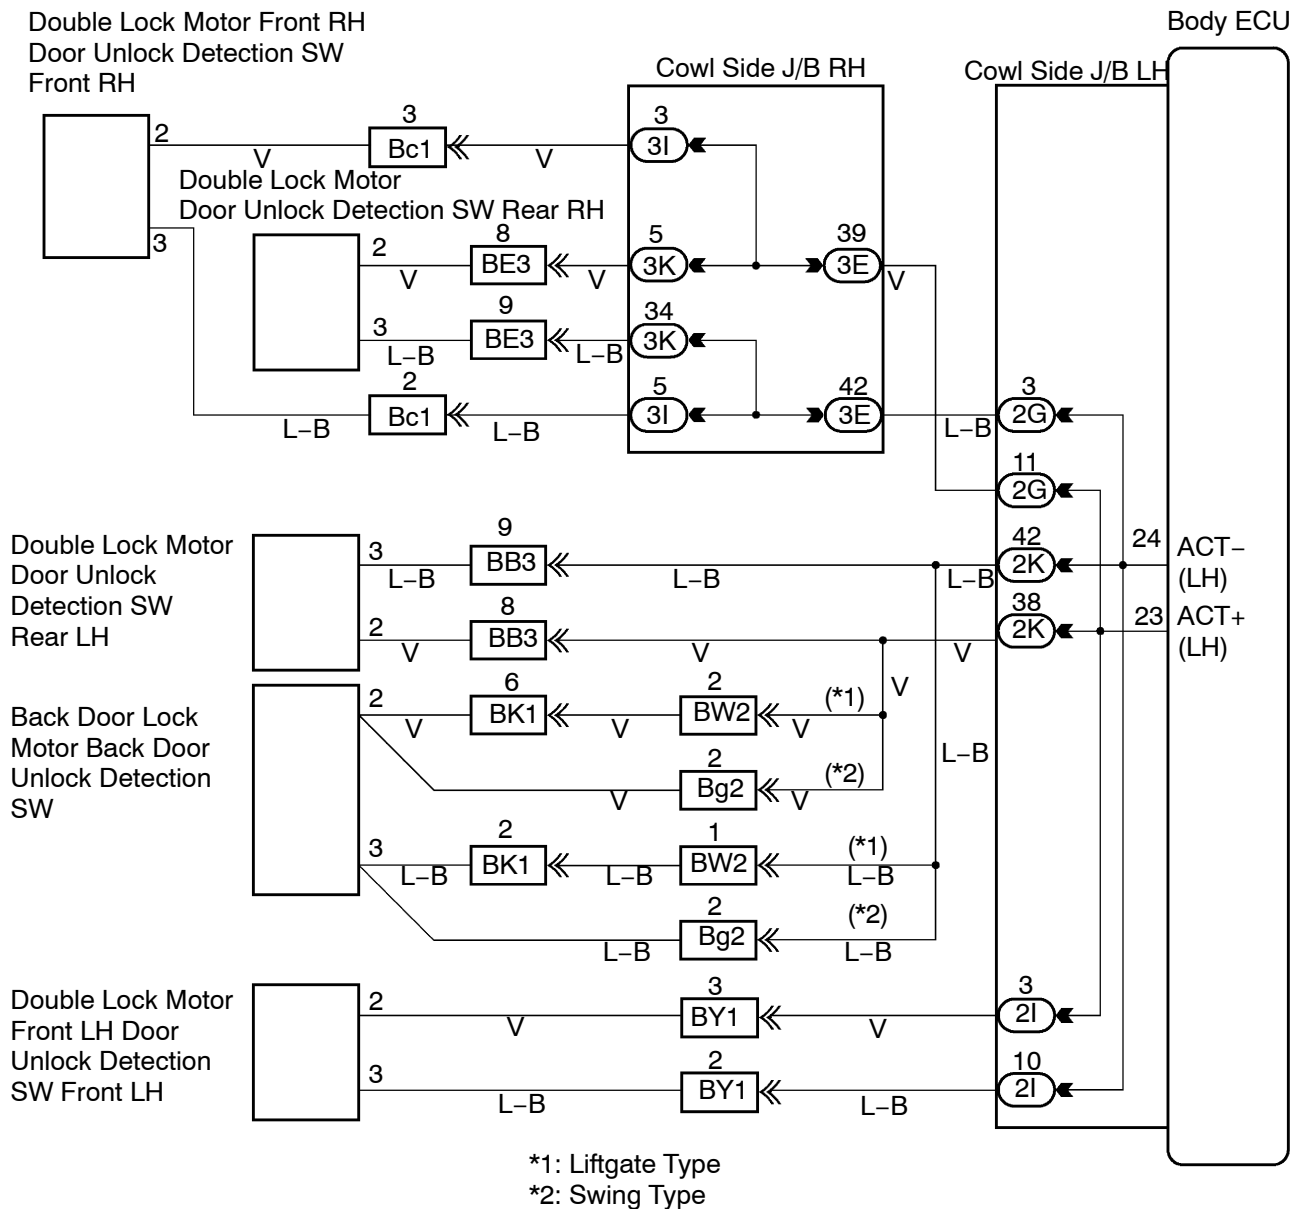 Double Lock Motor Front RH
Door Unlock Detection SW
Front RH
Body ECU
Cowl Side J/B RH
Cowl Side J/B LH
2
V
3
Bc1
V
3
3I
Double Lock Motor
Door Unlock Detection SW Rear RH
3
2
V
8
BE3
V
5
3K
39
3E
V
3
L–B
9
BE3
L–B
34
3K
2
Bc1
L–B
L–B
5
3I
42
3E
L–B
3
2G
11
2G
Double Lock Motor
Door Unlock
Detection SW
Rear LH
3
L–B
9
BB3
L–B
L–B
42
2K
24
ACT–
(LH)
2
V
8
BB3
V
V
38
2K
23
ACT+
(LH)
Back Door Lock
Motor Back Door
Unlock Detection
SW
2
V
6
BK1
V
2
BW2
V
(*1)
V
V
2
Bg2
V
(*2)
L–B
3
L–B
2
BK1
L–B
1
BW2
(*1)
L–B
L–B
2
Bg2
(*2)
L–B
Double Lock Motor
Front LH Door
Unlock Detection
SW Front LH
2
V
3
BY1
V
3
2I
3
L–B
2
BY1
L–B
10
2I
*1: Liftgate Type
*2: Swing Type